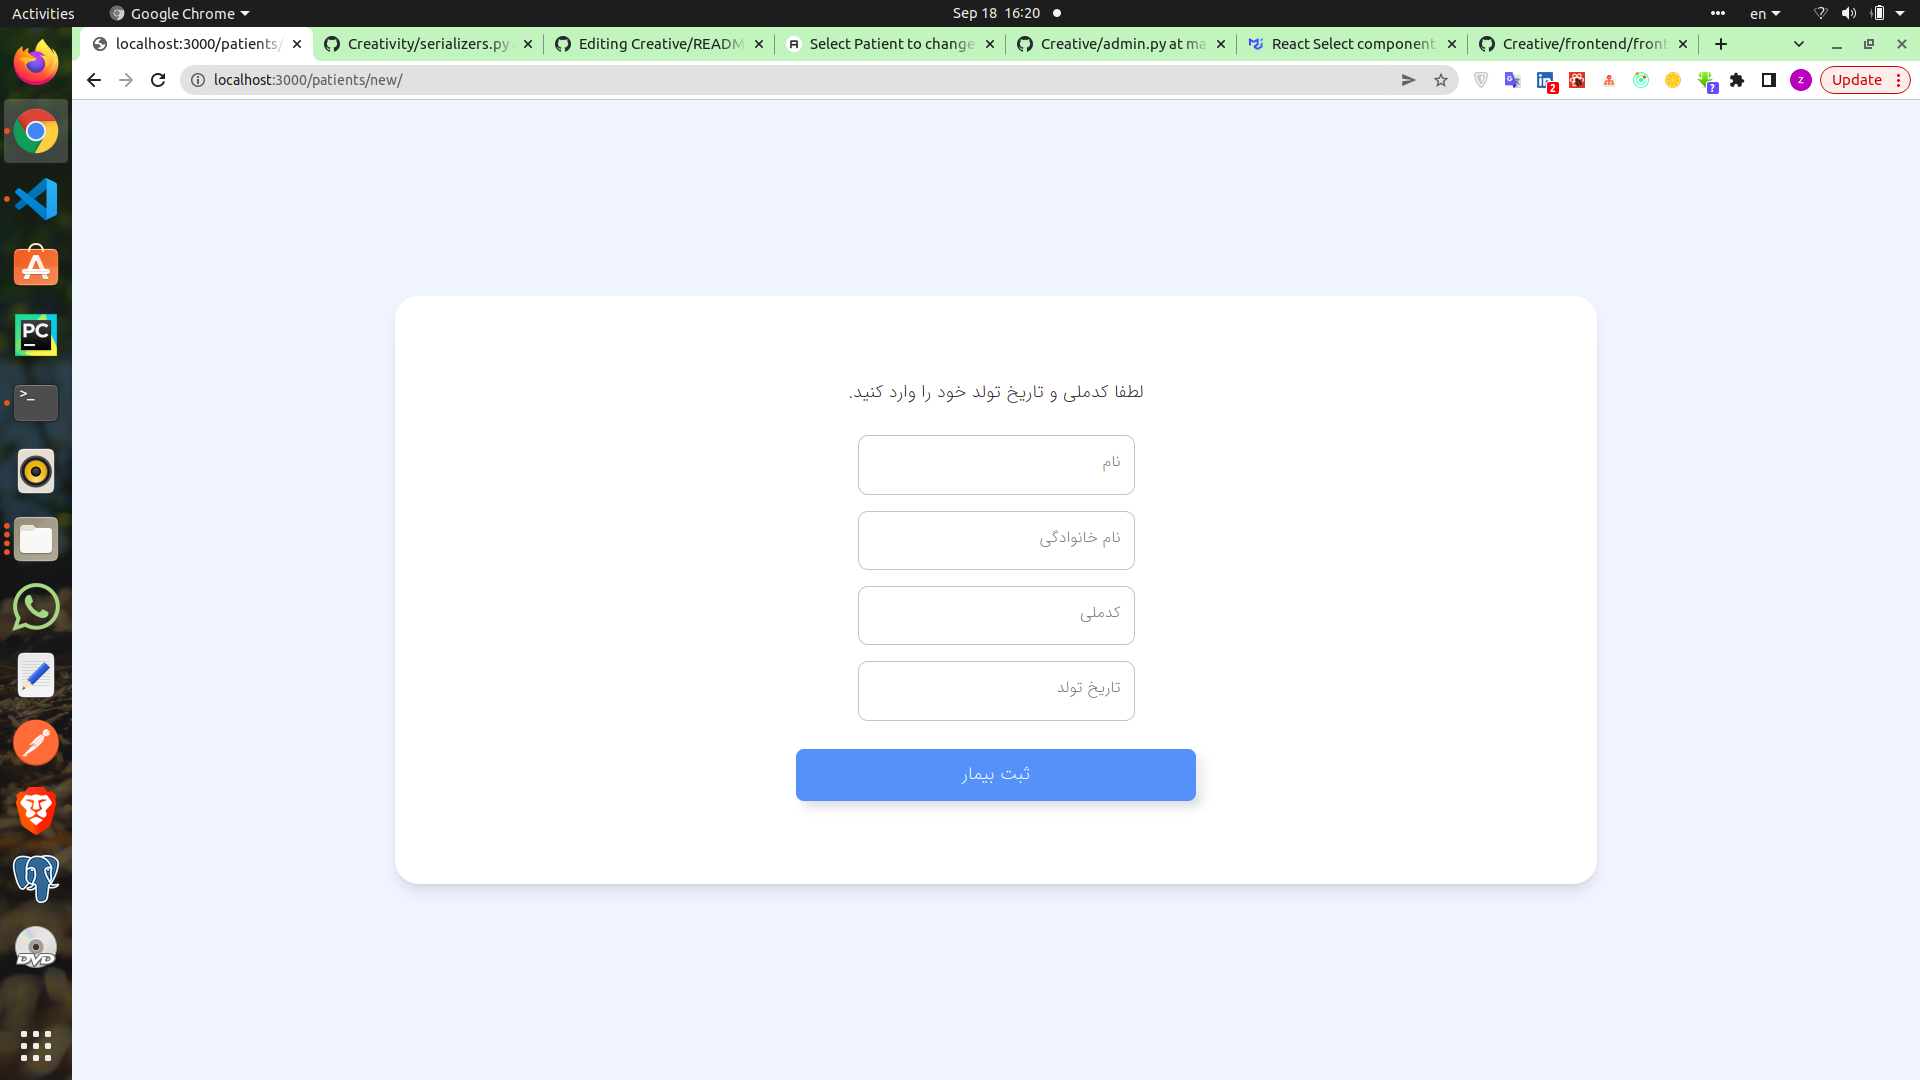 Activities
Google Chrome
Sep 18 16:20
en
localhost:3000/patients/
Creativity/serializers.py
Editing Creative/READM
Select Patient to change
Creative/admin.py at ma
React Select component
Creative/frontend/front
localhost:3000/patients/new/
2
?
z
Update
PC
>_
لطفا کدملی و تاریخ تولد خود را وارد کنید.
نام
نام خانوادگی
کدملی
تاریخ تولد
ثبت بیمار
DVD